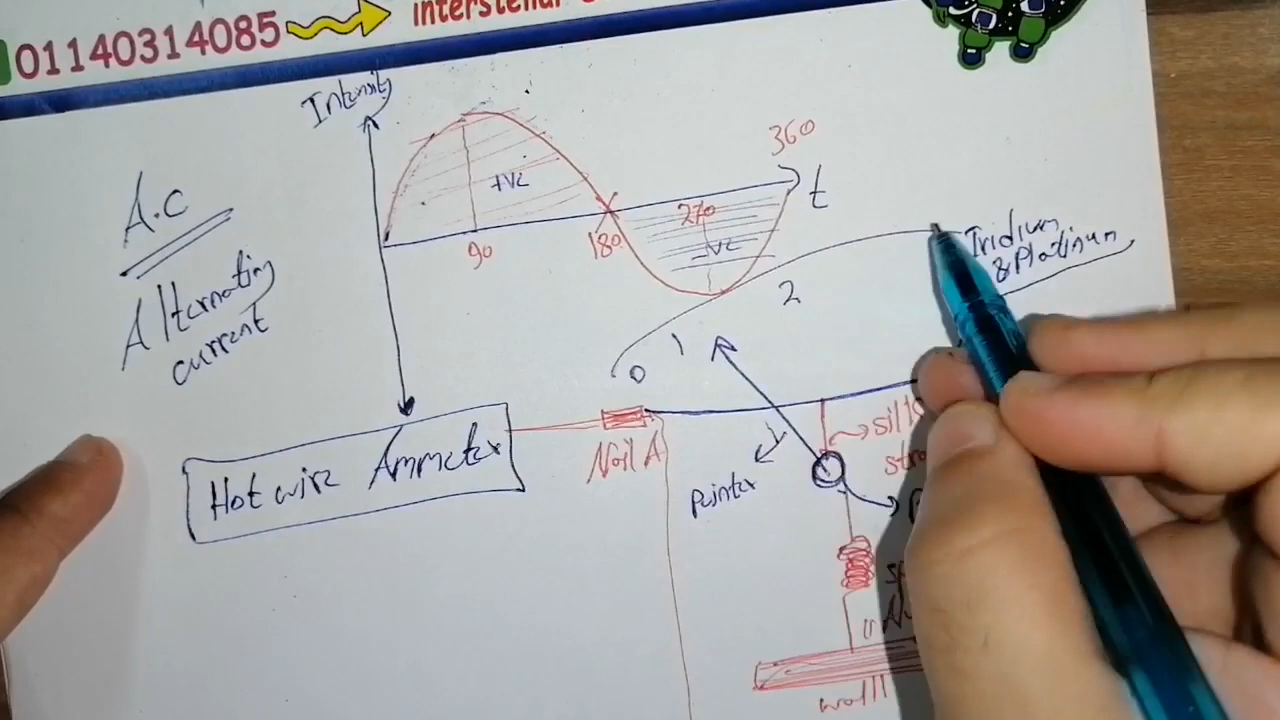 01140314085
interstellar
Intensity
A.C
Alternating
current
+ve
90
180
270
-ve
360
t
Iridium
& Platinum
0
1
2
Hot wire Ammeter
Nail A
Pointer
wall